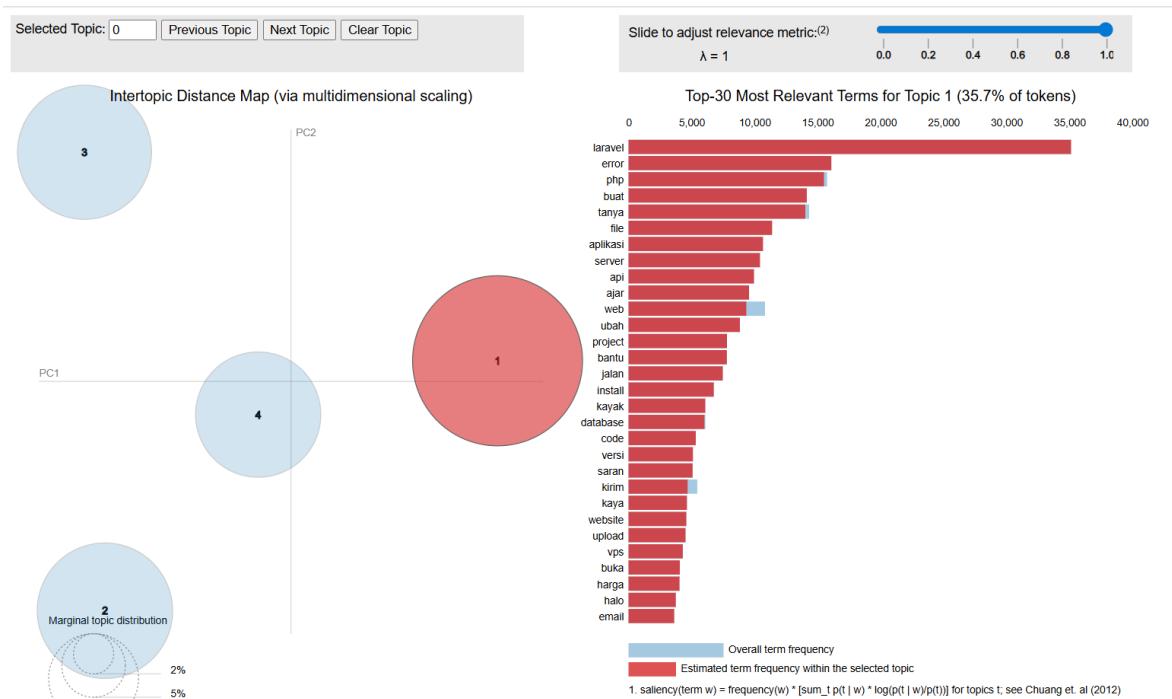 Selected Topic: 0 Previous Topic Next Topic Clear Topic
Slide to adjust relevance metric:(2)
λ = 1
0.0 0.2 0.4 0.6 0.8 1.0
Intertopic Distance Map (via multidimensional scaling)
PC2
PC1
3
1
4
2
Marginal topic distribution
2%
5%
Top-30 Most Relevant Terms for Topic 1 (35.7% of tokens)
0 5,000 10,000 15,000 20,000 25,000 30,000 35,000 40,000
laravel
error
php
buat
tanya
file
aplikasi
server
api
ajar
web
ubah
project
bantu
jalan
install
kayak
database
code
versi
saran
kirim
kaya
website
upload
vps
buka
harga
halo
email
Overall term frequency
Estimated term frequency within the selected topic
1. saliency(term w) = frequency(w) * [sum_t p(t | w) * log(p(t | w)/p(t))] for topics t; see Chuang et. al (2012)